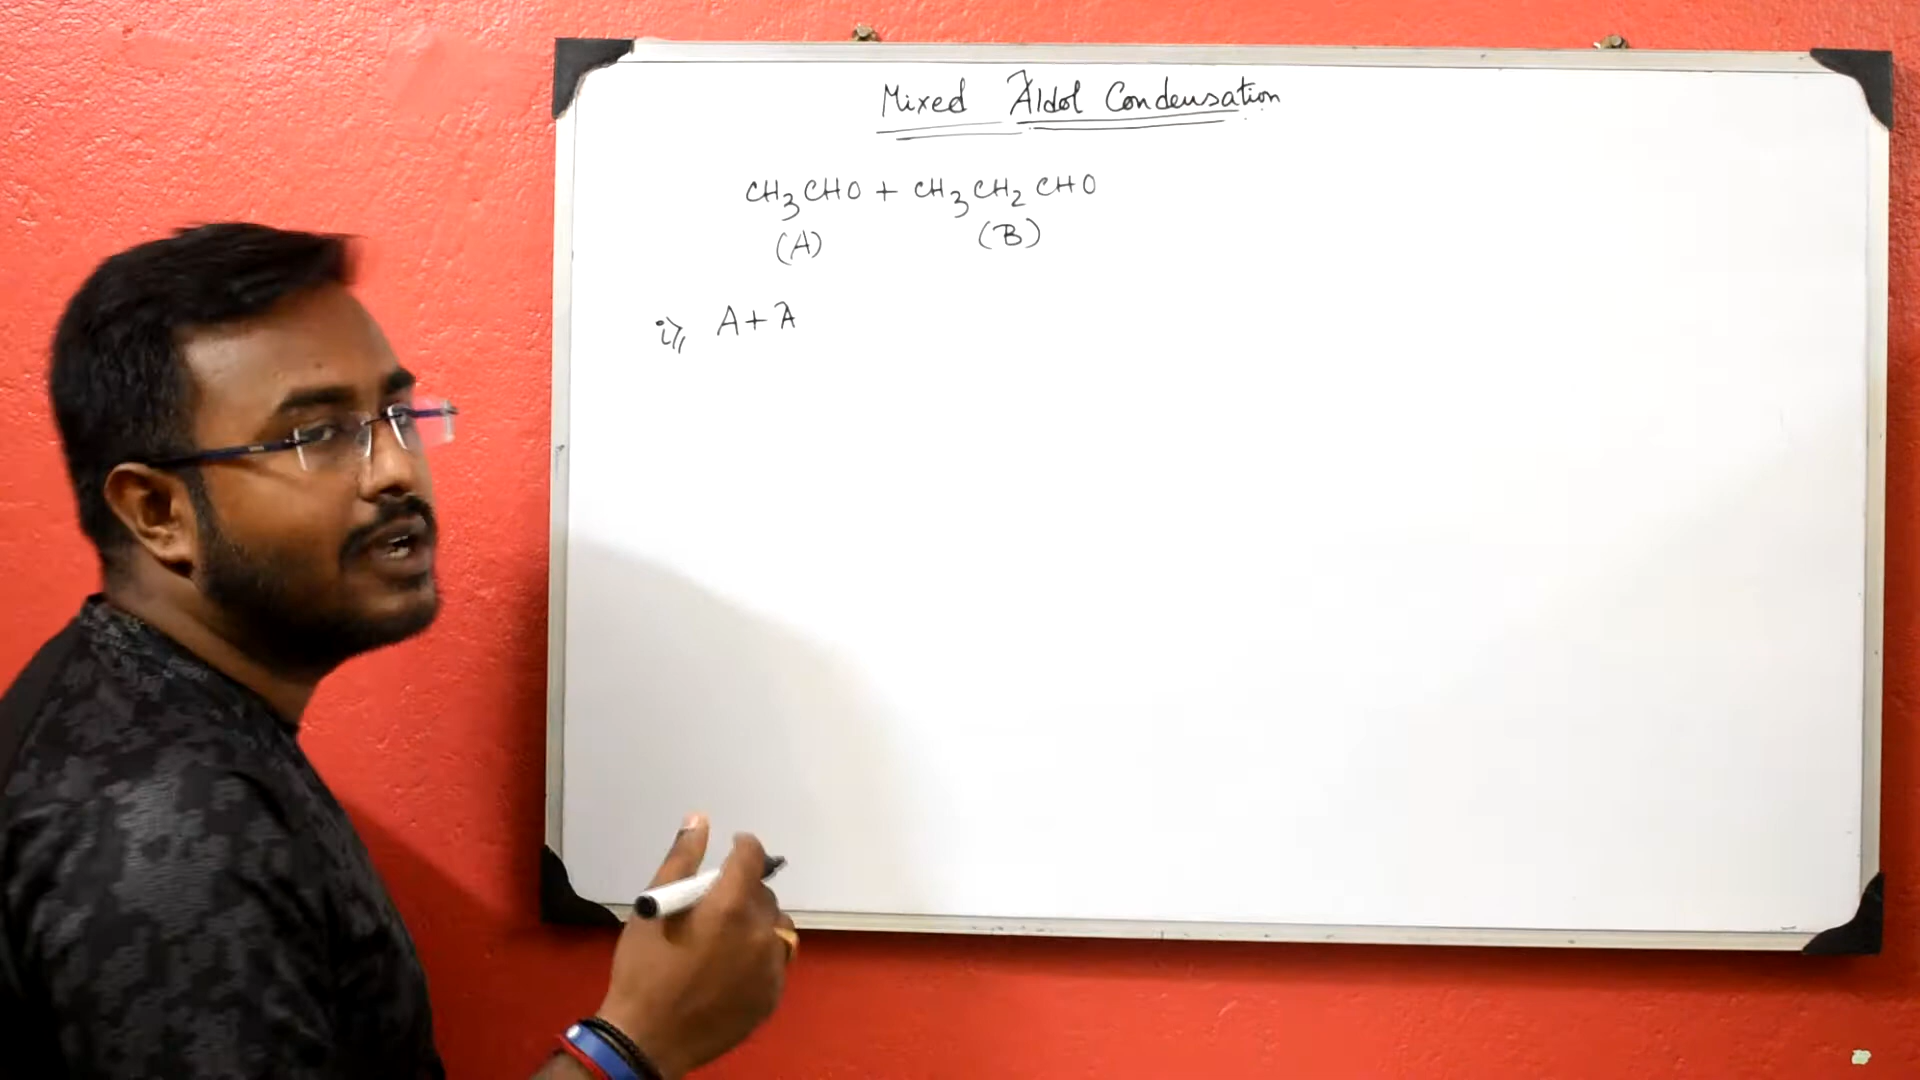 Mixed Aldol Condensation
CH3CHO + CH3CH2CHO
(A) (B)
i) A + A